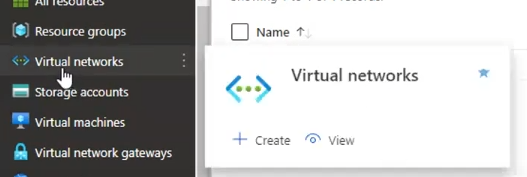 All resources
Resource groups
Virtual networks
Storage accounts
Virtual machines
Virtual network gateways
Name
Virtual networks
Create
View